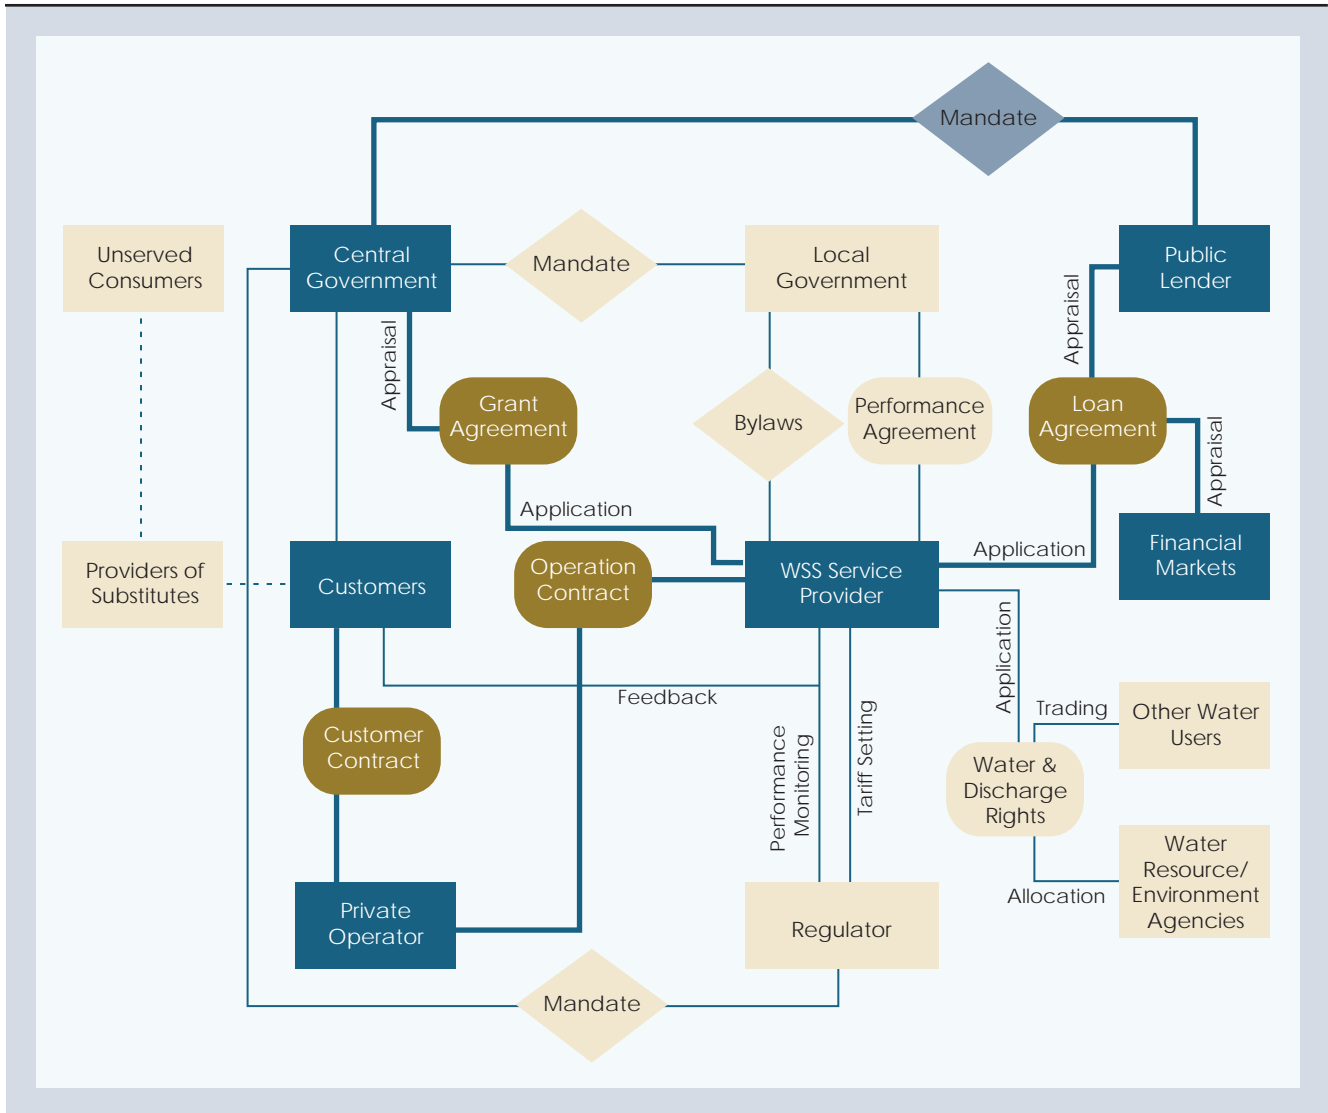 Mandate
Unserved
Consumers
Central
Government
Mandate
Local
Government
Public
Lender
Appraisal
Appraisal
Grant
Agreement
Bylaws
Performance
Agreement
Loan
Agreement
Appraisal
Application
Application
Providers of
Substitutes
Customers
Operation
Contract
WSS Service
Provider
Financial
Markets
Feedback
Application
Customer
Contract
Performance
Monitoring
Tariff Setting
Trading
Other Water
Users
Water &
Discharge
Rights
Allocation
Water
Resource/
Environment
Agencies
Private
Operator
Regulator
Mandate